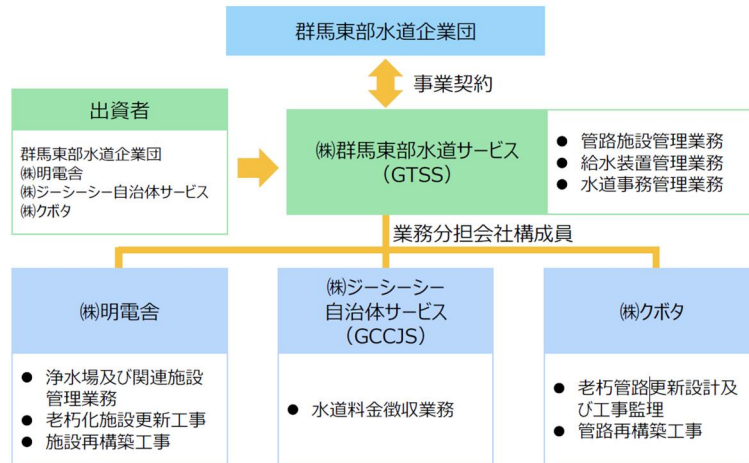 群馬東部水道企業団
事業契約
出資者
群馬東部水道企業団
㈱明電舎
㈱ジーシーシー自治体サービス
㈱クボタ
㈱群馬東部水道サービス
（GTSS）
● 管路施設管理業務
● 給水装置管理業務
● 水道事務管理業務
業務分担会社構成員
㈱明電舎
● 浄水場及び関連施設
管理業務
● 老朽化施設更新工事
● 施設再構築工事
㈱ジーシーシー
自治体サービス
（GCCJS）
● 水道料金徴収業務
㈱クボタ
● 老朽管路更新設計及
び工事監理
● 管路再構築工事